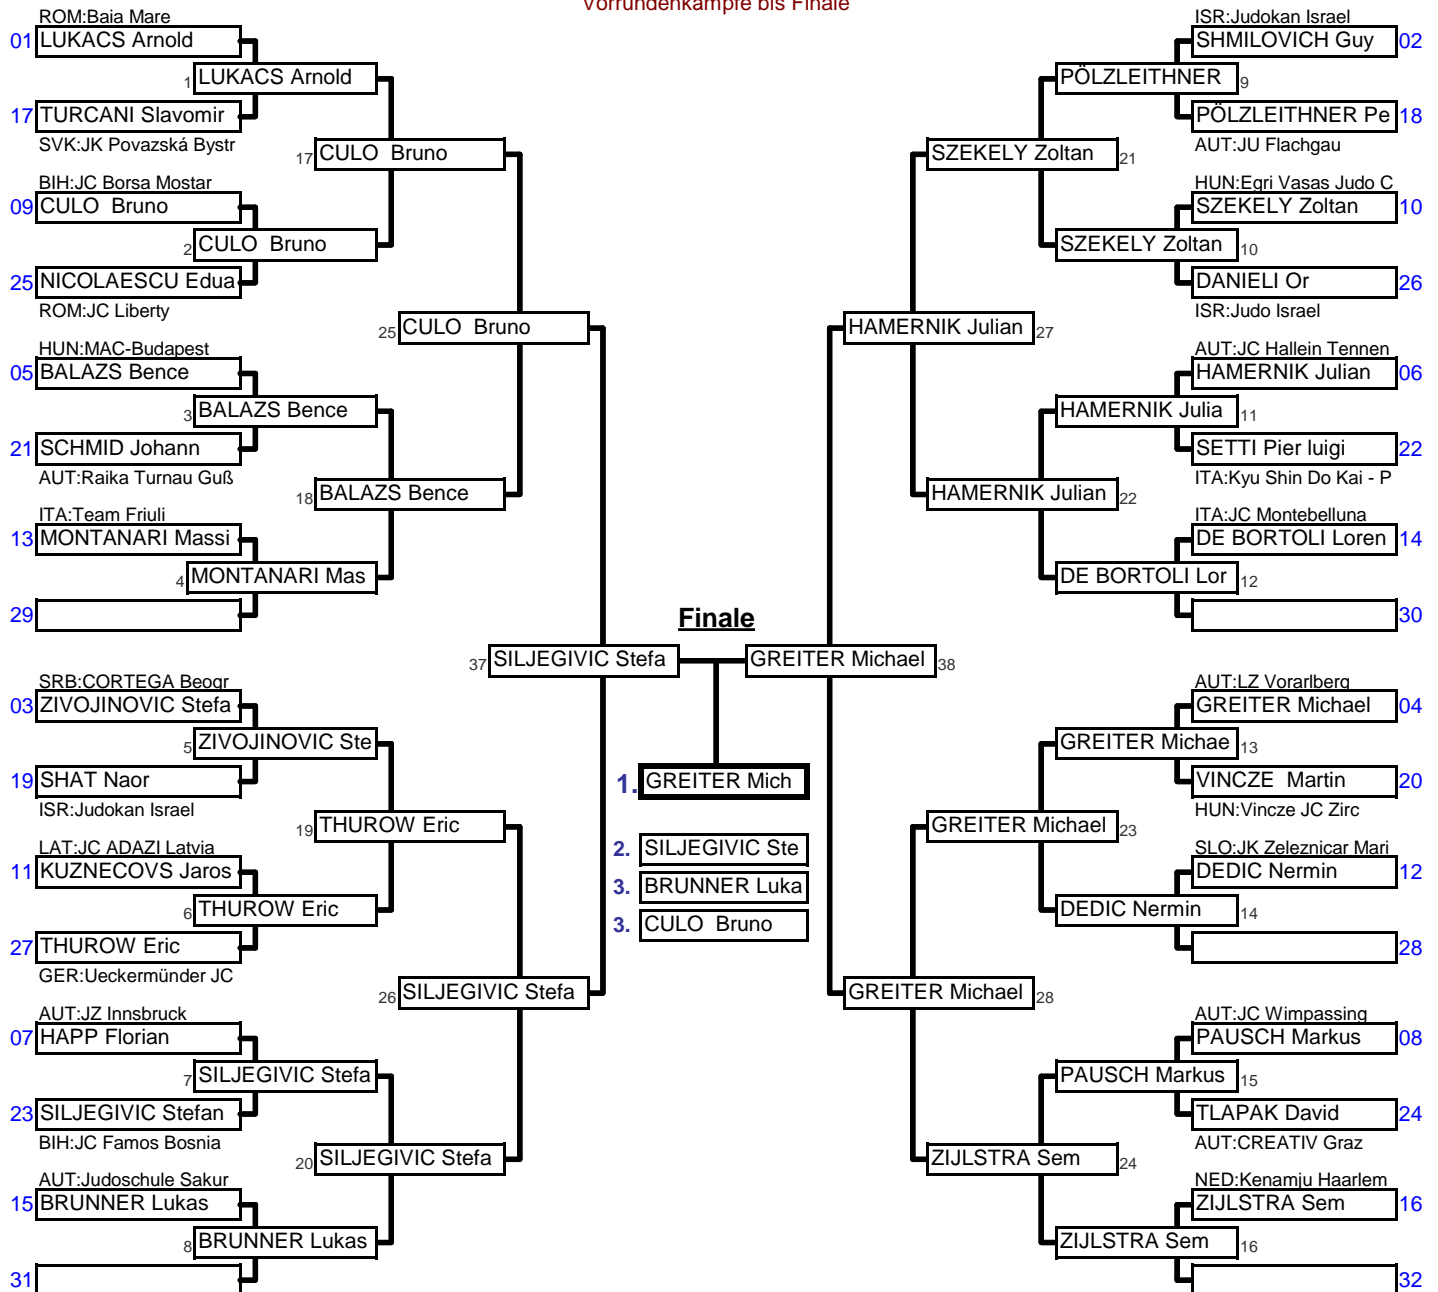 Vorrundenkämpfe bis Finale
ROM:Baia Mare
01 LUKACS Arnold
1 LUKACS Arnold
17 TURCANI Slavomir
SVK:JK Povazská Bystr
17 CULO Bruno
BIH:JC Borsa Mostar
09 CULO Bruno
2 CULO Bruno
25 NICOLAESCU Edua
ROM:JC Liberty
25 CULO Bruno
HUN:MAC-Budapest
05 BALAZS Bence
3 BALAZS Bence
21 SCHMID Johann
AUT:Raika Turnau Guß
18 BALAZS Bence
ITA:Team Friuli
13 MONTANARI Massi
4 MONTANARI Mas
29
37 SILJEGIVIC Stefa
SRB:CORTEGA Beogr
03 ZIVOJINOVIC Stefa
5 ZIVOJINOVIC Ste
19 SHAT Naor
ISR:Judokan Israel
19 THUROW Eric
LAT:JC ADAZI Latvia
11 KUZNECOVS Jaros
6 THUROW Eric
27 THUROW Eric
GER:Ueckermünder JC
26 SILJEGIVIC Stefa
AUT:JZ Innsbruck
07 HAPP Florian
7 SILJEGIVIC Stefa
23 SILJEGIVIC Stefan
BIH:JC Famos Bosnia
20 SILJEGIVIC Stefa
AUT:Judoschule Sakur
15 BRUNNER Lukas
8 BRUNNER Lukas
31
Finale
1. GREITER Mich
2. SILJEGIVIC Ste
3. BRUNNER Luka
3. CULO Bruno
ISR:Judokan Israel
SHMILOVICH Guy 02
PÖLZLEITHNER 9
PÖLZLEITHNER Pe 18
AUT:JU Flachgau
SZEKELY Zoltan 21
HUN:Egri Vasas Judo C
SZEKELY Zoltan 10
SZEKELY Zoltan 10
DANIELI Or 26
ISR:Judo Israel
HAMERNIK Julian 27
AUT:JC Hallein Tennen
HAMERNIK Julian 06
HAMERNIK Julia 11
SETTI Pier luigi 22
ITA:Kyu Shin Do Kai - P
HAMERNIK Julian 22
ITA:JC Montebelluna
DE BORTOLI Loren 14
DE BORTOLI Lor 12
30
GREITER Michael 38
AUT:LZ Vorarlberg
GREITER Michael 04
GREITER Michae 13
VINCZE Martin 20
HUN:Vincze JC Zirc
GREITER Michael 23
SLO:JK Zeleznicar Mari
DEDIC Nermin 12
DEDIC Nermin 14
28
GREITER Michael 28
AUT:JC Wimpassing
PAUSCH Markus 08
PAUSCH Markus 15
TLAPAK David 24
AUT:CREATIV Graz
ZIJLSTRA Sem 24
NED:Kenamju Haarlem
ZIJLSTRA Sem 16
ZIJLSTRA Sem 16
32